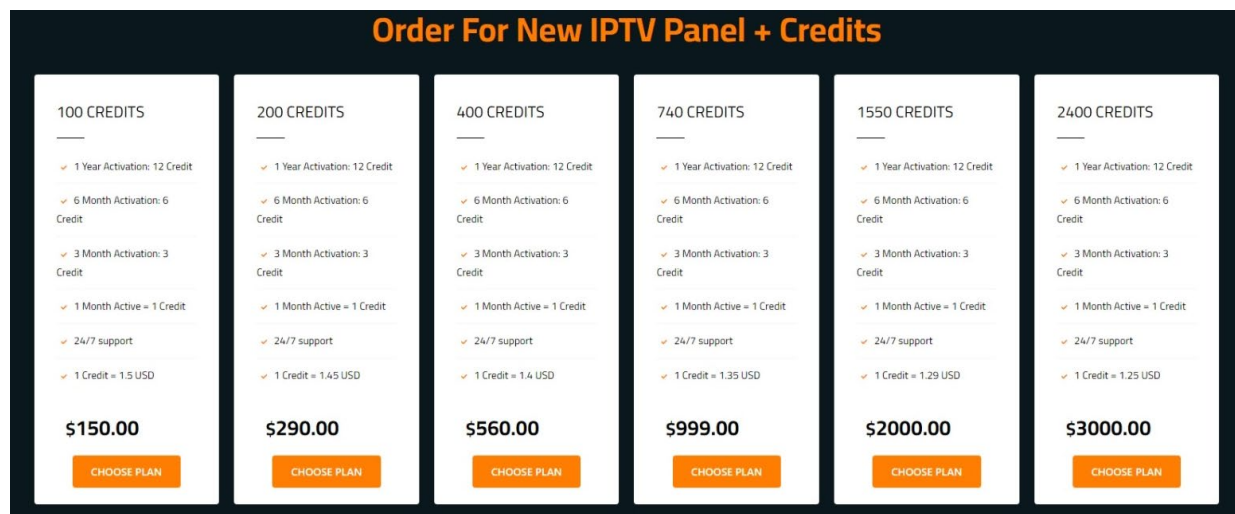 Order For New IPTV Panel + Credits
100 CREDITS
1 Year Activation: 12 Credit
6 Month Activation: 6
Credit
3 Month Activation: 3
Credit
1 Month Active = 1 Credit
24/7 support
1 Credit = 1.5 USD
$150.00
CHOOSE PLAN
200 CREDITS
1 Year Activation: 12 Credit
6 Month Activation: 6
Credit
3 Month Activation: 3
Credit
1 Month Active = 1 Credit
24/7 support
1 Credit = 1.45 USD
$290.00
CHOOSE PLAN
400 CREDITS
1 Year Activation: 12 Credit
6 Month Activation: 6
Credit
3 Month Activation: 3
Credit
1 Month Active = 1 Credit
24/7 support
1 Credit = 1.4 USD
$560.00
CHOOSE PLAN
740 CREDITS
1 Year Activation: 12 Credit
6 Month Activation: 6
Credit
3 Month Activation: 3
Credit
1 Month Active = 1 Credit
24/7 support
1 Credit = 1.35 USD
$999.00
CHOOSE PLAN
1550 CREDITS
1 Year Activation: 12 Credit
6 Month Activation: 6
Credit
3 Month Activation: 3
Credit
1 Month Active = 1 Credit
24/7 support
1 Credit = 1.29 USD
$2000.00
CHOOSE PLAN
2400 CREDITS
1 Year Activation: 12 Credit
6 Month Activation: 6
Credit
3 Month Activation: 3
Credit
1 Month Active = 1 Credit
24/7 support
1 Credit = 1.25 USD
$3000.00
CHOOSE PLAN